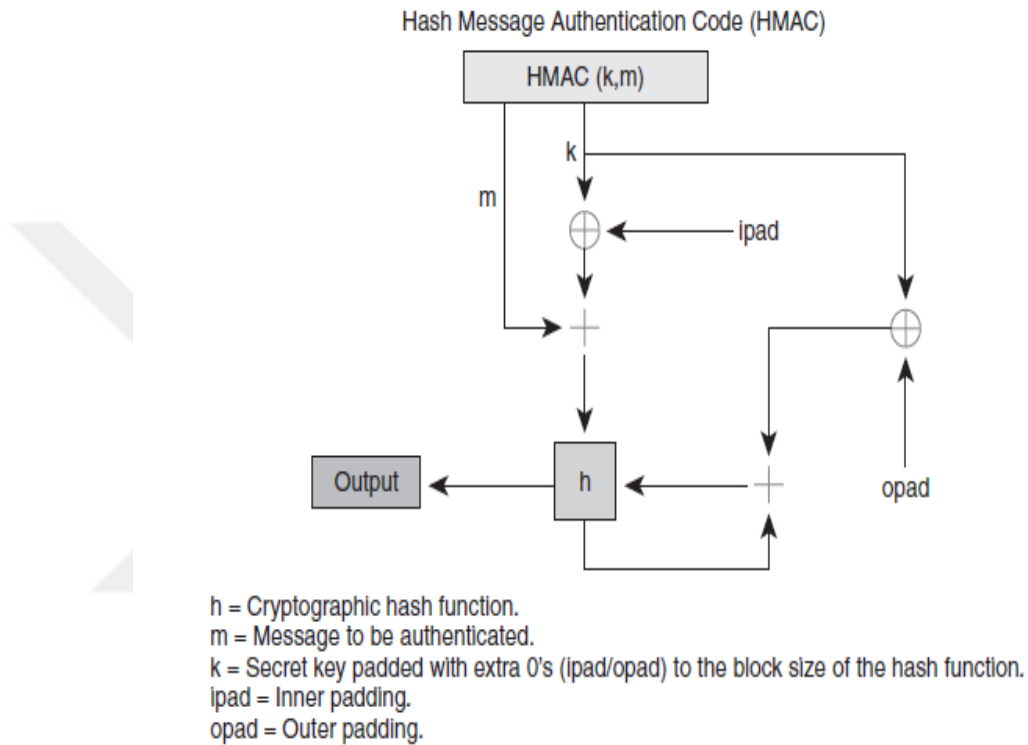 Hash Message Authentication Code (HMAC)
HMAC (k,m)
k
m
ipad
Output
h
opad
h = Cryptographic hash function.
m = Message to be authenticated.
k = Secret key padded with extra 0's (ipad/opad) to the block size of the hash function.
ipad = Inner padding.
opad = Outer padding.